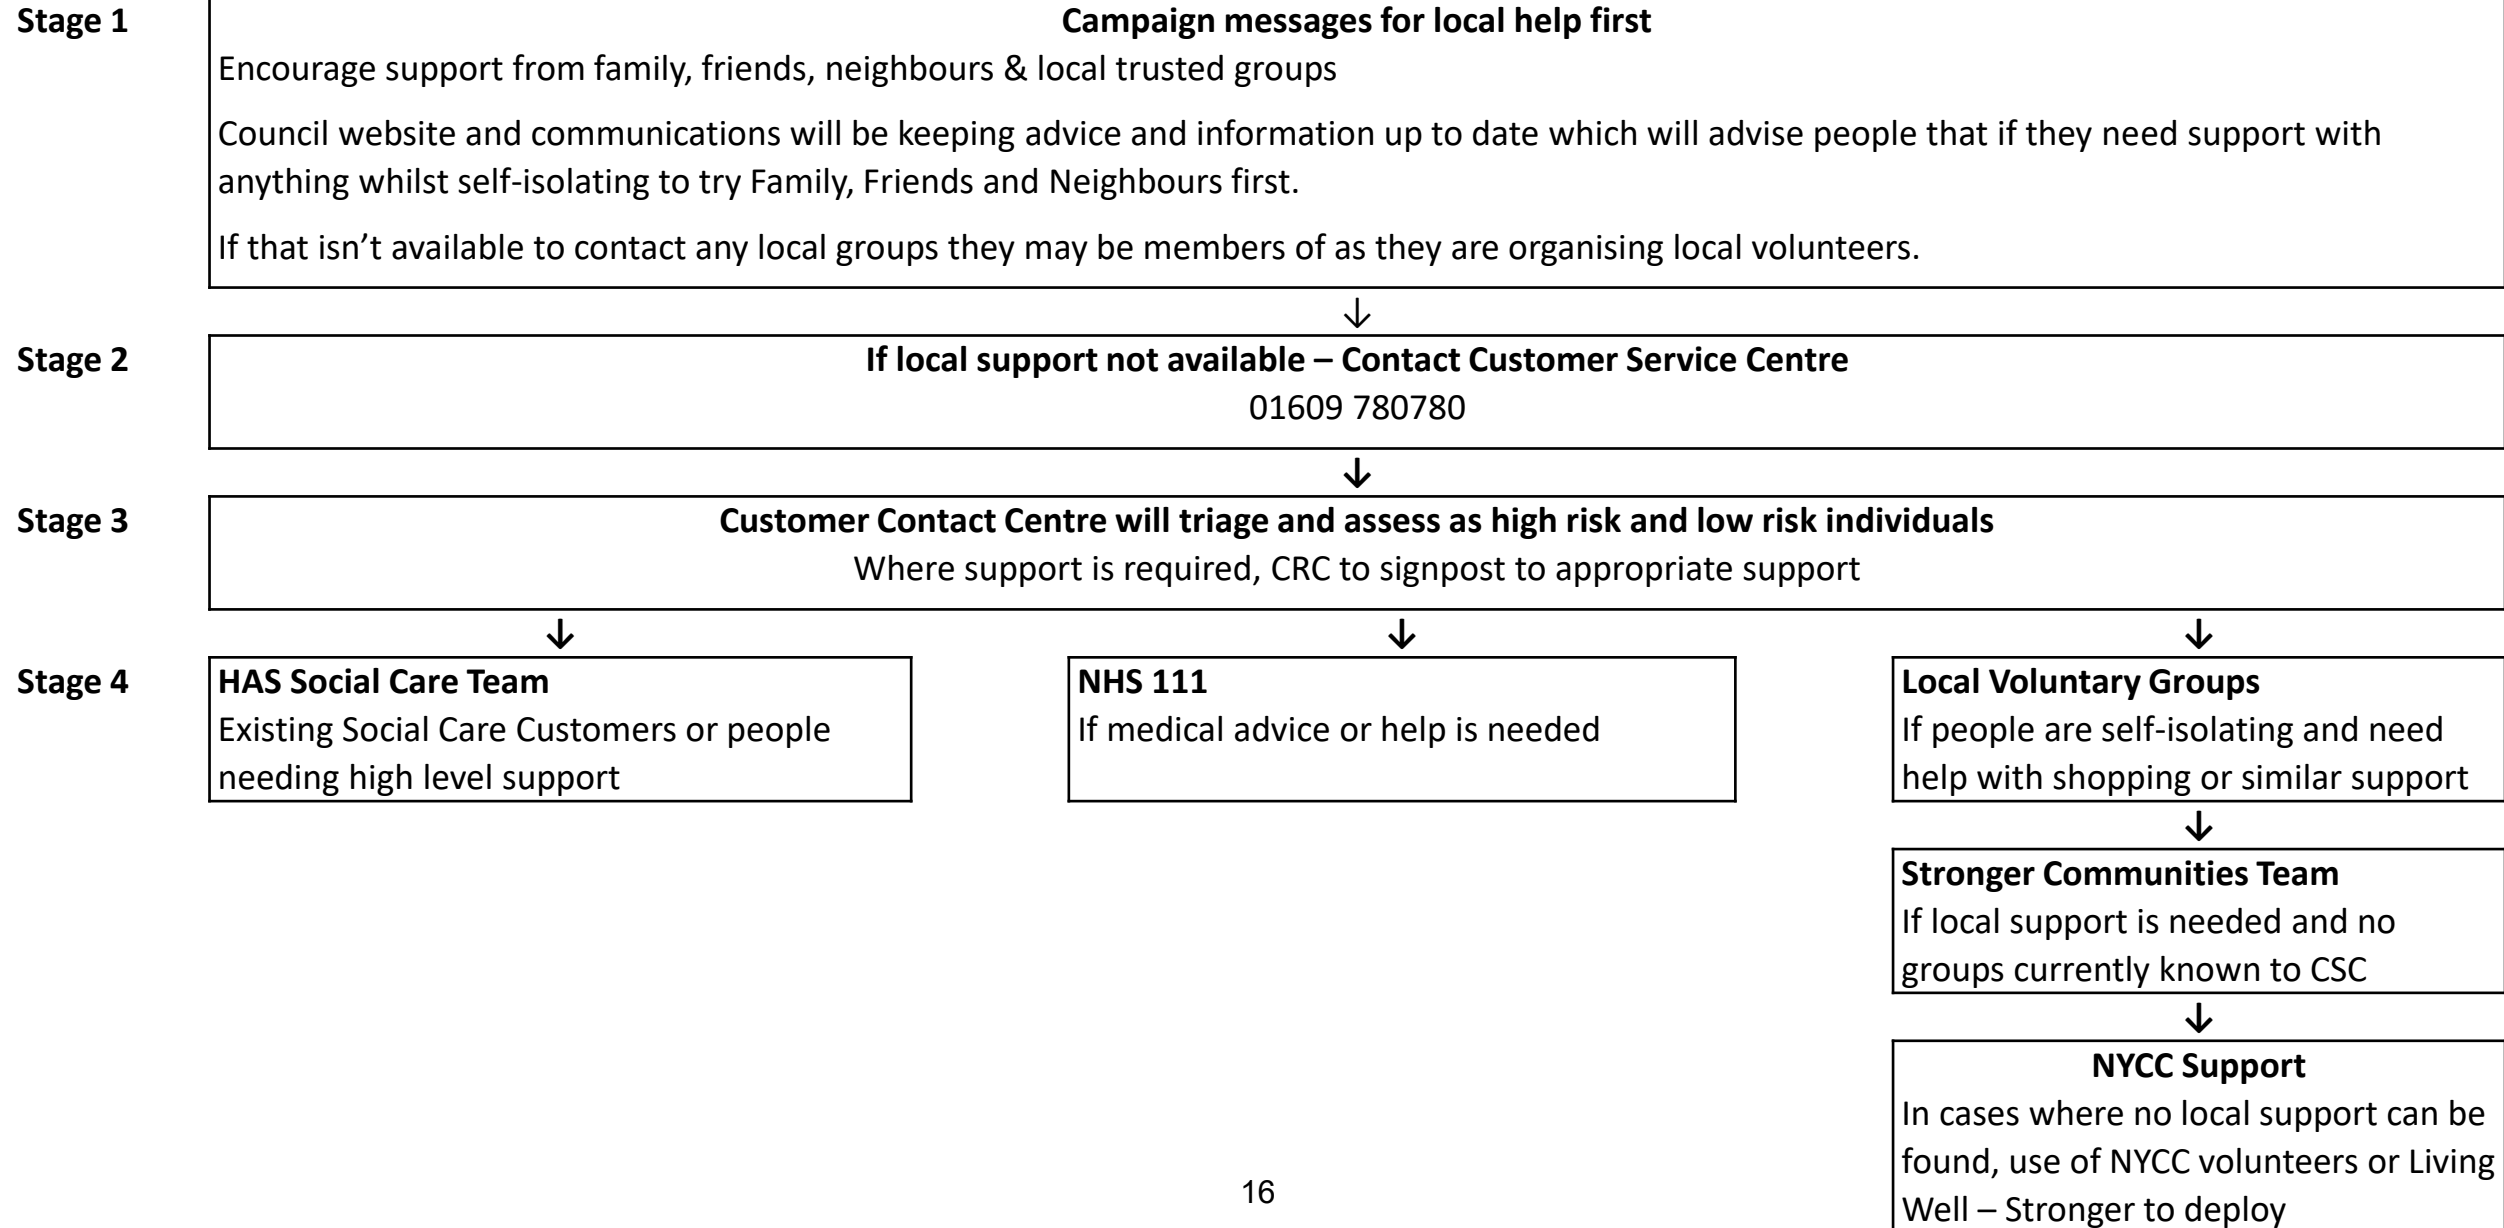 Stage 1
Campaign messages for local help first
Encourage support from family, friends, neighbours & local trusted groups
Council website and communications will be keeping advice and information up to date which will advise people that if they need support with
anything whilst self-isolating to try Family, Friends and Neighbours first.
If that isn’t available to contact any local groups they may be members of as they are organising local volunteers.
↓
Stage 2
If local support not available – Contact Customer Service Centre
01609 780780
↓
Stage 3
Customer Contact Centre will triage and assess as high risk and low risk individuals
Where support is required, CRC to signpost to appropriate support
↓
↓
↓
Stage 4
HAS Social Care Team
Existing Social Care Customers or people
needing high level support
NHS 111
If medical advice or help is needed
Local Voluntary Groups
If people are self-isolating and need
help with shopping or similar support
↓
Stronger Communities Team
If local support is needed and no
groups currently known to CSC
↓
NYCC Support
In cases where no local support can be
found, use of NYCC volunteers or Living
Well – Stronger to deploy
16